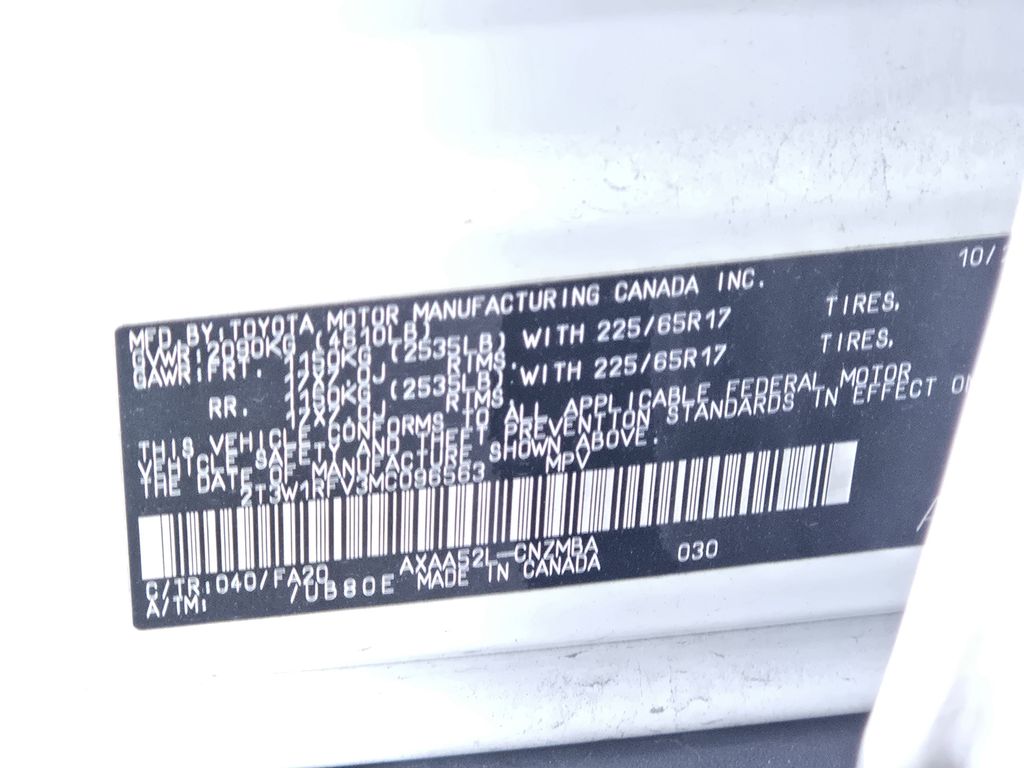 10/
MFD. BY: TOYOTA MOTOR MANUFACTURING CANADA INC.
GVWR: 2090KG (4610LB)
GAWR: FRT. 1150KG (2535LB) WITH 225/65R17 TIRES,
17X7.0J RIMS.
RR. 1150KG (2535LB) WITH 225/65R17 TIRES,
17X7.0J RIMS.
THIS VEHICLE CONFORMS TO ALL APPLICABLE FEDERAL MOTOR
VEHICLE SAFETY AND THEFT PREVENTION STANDARDS IN EFFECT ON
THE DATE OF MANUFACTURE SHOWN ABOVE.
2T3W1RFV3MC096563 MPV
C/TR: 040/FA20 AXAA52L-CNZMBA 030
A/TM: /UB80E MADE IN CANADA